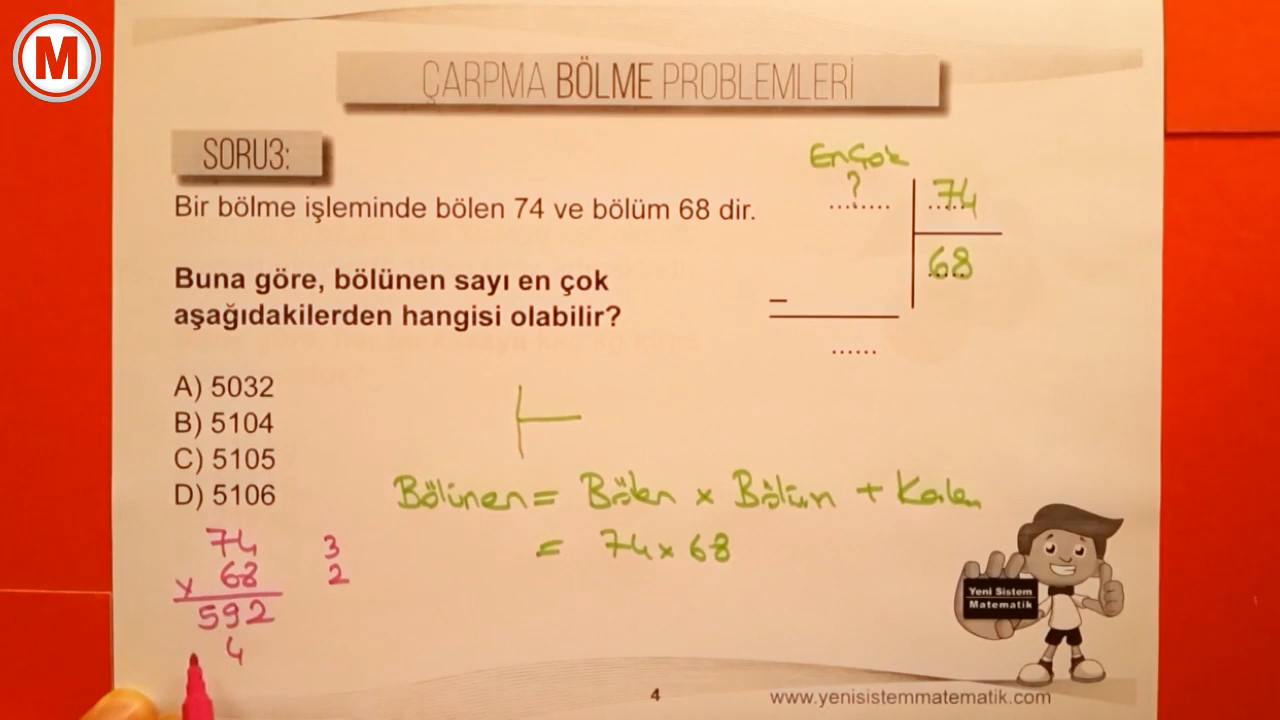 M
ÇARPMA BÖLME PROBLEMLERİ
SORU3:
Bir bölme işleminde bölen 74 ve bölüm 68 dir.
Buna göre, bölünen sayı en çok
aşağıdakilerden hangisi olabilir?
A) 5032
B) 5104
C) 5105
D) 5106
En Çok
?
........
74
68
–
......
Bölünen = Bölen x Bölüm + Kalan
= 74 x 68
74
x 68
592
4
3
2
Yeni Sistem
Matematik
4
www.yenisistemmatematik.com